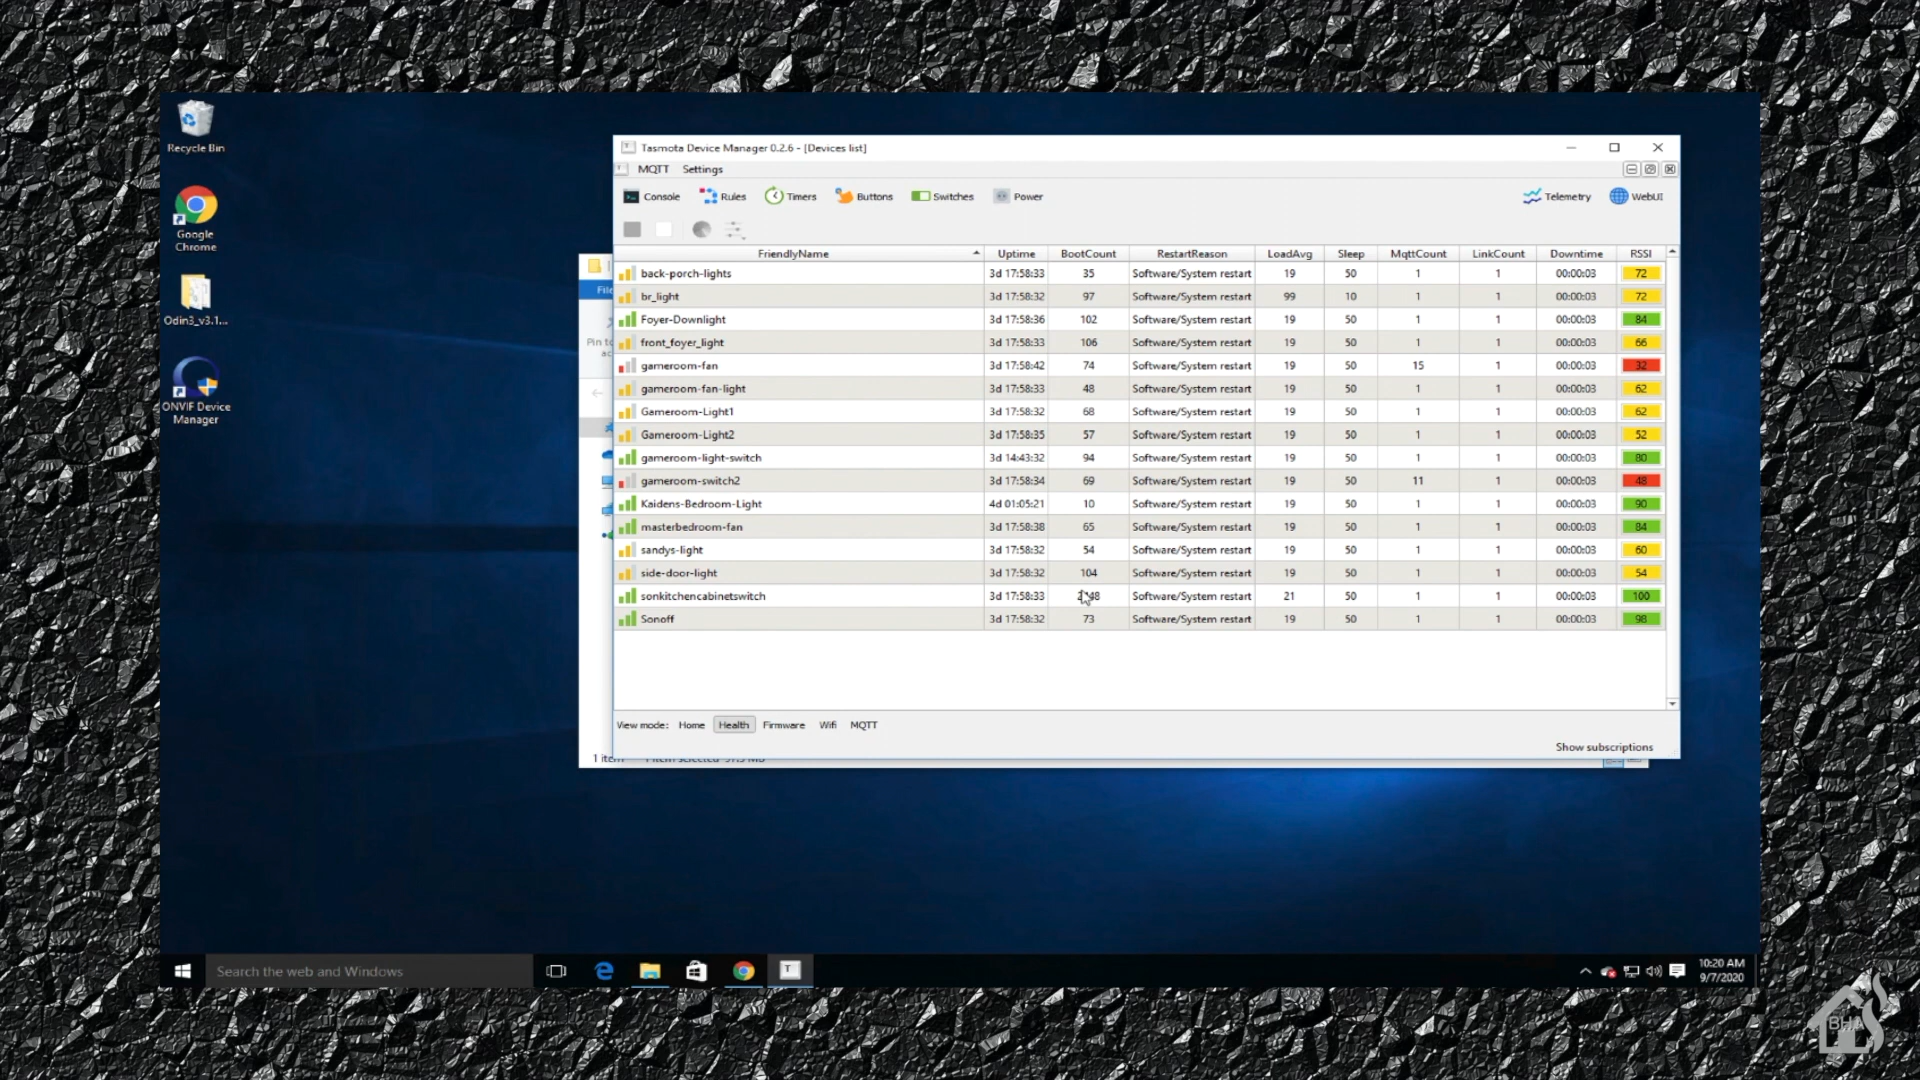 Recycle Bin
Google
Chrome
Odin3_v3.1...
ONVIF Device
Manager
Tasmota Device Manager 0.2.6 - [Devices list]
MQTT Settings
Console Rules Timers Buttons Switches Power Telemetry WebUI
FriendlyName Uptime BootCount RestartReason LoadAvg Sleep MqttCount LinkCount Downtime RSSI
back-porch-lights 3d 17:58:33 35 Software/System restart 19 50 1 1 00:00:03 72
br_light 3d 17:58:32 97 Software/System restart 99 10 1 1 00:00:03 72
Foyer-Downlight 3d 17:58:36 102 Software/System restart 19 50 1 1 00:00:03 84
front_foyer_light 3d 17:58:33 106 Software/System restart 19 50 1 1 00:00:03 66
gameroom-fan 3d 17:58:42 74 Software/System restart 19 50 15 1 00:00:03 32
gameroom-fan-light 3d 17:58:33 48 Software/System restart 19 50 1 1 00:00:03 62
Gameroom-Light1 3d 17:58:32 68 Software/System restart 19 50 1 1 00:00:03 62
Gameroom-Light2 3d 17:58:35 57 Software/System restart 19 50 1 1 00:00:03 52
gameroom-light-switch 3d 14:43:32 94 Software/System restart 19 50 1 1 00:00:03 80
gameroom-switch2 3d 17:58:34 69 Software/System restart 19 50 11 1 00:00:03 48
Kaidens-Bedroom-Light 4d 01:05:21 10 Software/System restart 19 50 1 1 00:00:03 90
masterbedroom-fan 3d 17:58:38 65 Software/System restart 19 50 1 1 00:00:03 84
sandys-light 3d 17:58:32 54 Software/System restart 19 50 1 1 00:00:03 60
side-door-light 3d 17:58:32 104 Software/System restart 19 50 1 1 00:00:03 54
sonkitchencabinetswitch 3d 17:58:33 Software/System restart 21 50 1 1 00:00:03 100
Sonoff 3d 17:58:32 73 Software/System restart 19 50 1 1 00:00:03 98
View mode: Home Health Firmware Wifi MQTT
Show subscriptions
File
Pin to
1 item
Search the web and Windows
10:20 AM
9/7/2020
BHA